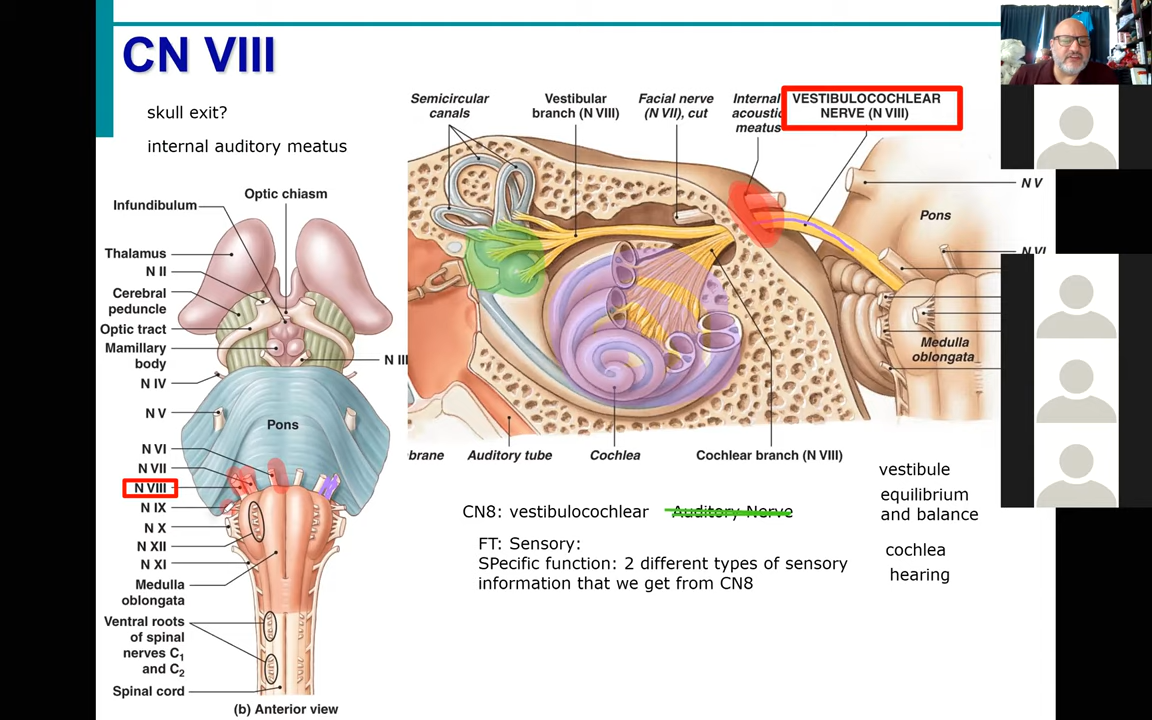 CN VIII
skull exit?
internal auditory meatus
Semicircular
canals
Vestibular
branch (N VIII)
Facial nerve
(N VII), cut
Internal
acoustic
meatus
VESTIBULOCOCHLEAR
NERVE (N VIII)
N V
Pons
N VI
Medulla
oblongata
brane
Auditory tube
Cochlea
Cochlear branch (N VIII)
Optic chiasm
Infundibulum
Thalamus
N II
Cerebral
peduncle
Optic tract
Mamillary
body
N III
N IV
N V
Pons
N VI
N VII
N VIII
N IX
N X
N XII
N XI
Medulla
oblongata
Ventral roots
of spinal
nerves C1
and C2
Spinal cord
(b) Anterior view
CN8: vestibulocochlear Auditory Nerve
FT: Sensory:
SPecific function: 2 different types of sensory
information that we get from CN8
vestibule
equilibrium
and balance
cochlea
hearing